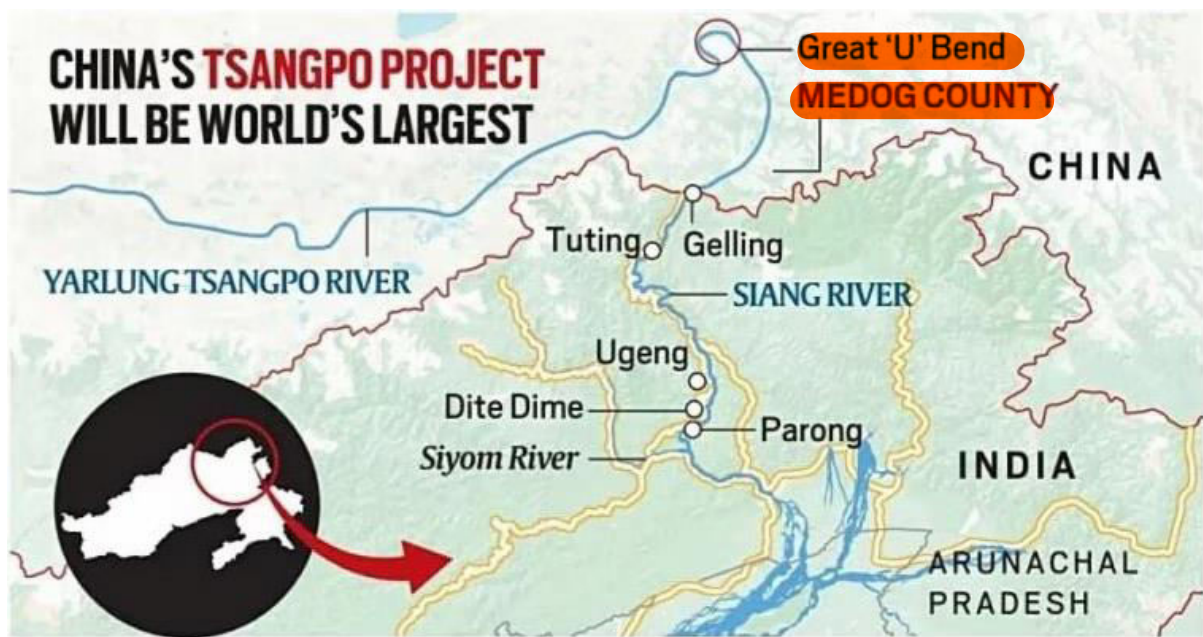 CHINA'S TSANGPO PROJECT
WILL BE WORLD'S LARGEST
Great 'U' Bend
MEDOG COUNTY
CHINA
Tuting
Gelling
YARLUNG TSANGPO RIVER
SIANG RIVER
Ugeng
Dite Dime
Parong
Siyom River
INDIA
ARUNACHAL
PRADESH